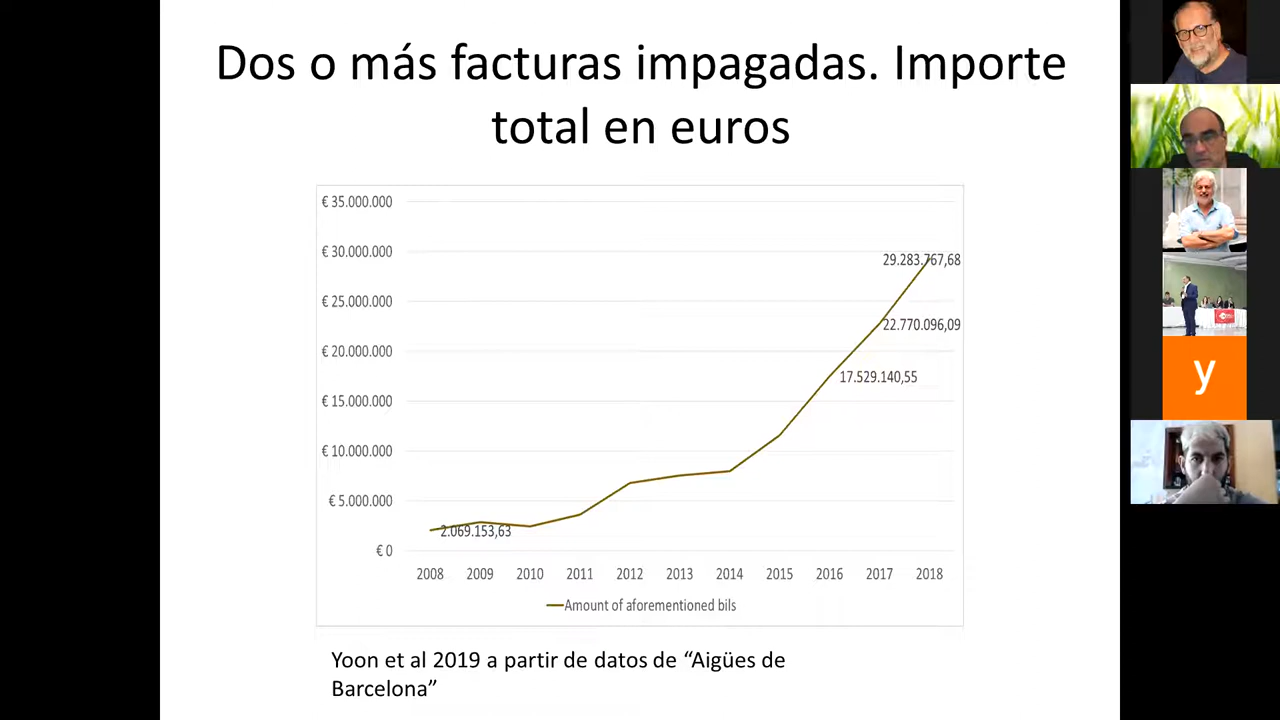 Dos o más facturas impagadas. Importe
total en euros
€ 35.000.000
€ 30.000.000
€ 25.000.000
€ 20.000.000
€ 15.000.000
€ 10.000.000
€ 5.000.000
€ 0
29.283.767,68
22.770.096,09
17.529.140,55
2.069.153,63
2008 2009 2010 2011 2012 2013 2014 2015 2016 2017 2018
Amount of aforementioned bils
Yoon et al 2019 a partir de datos de “Aigües de
Barcelona”
y